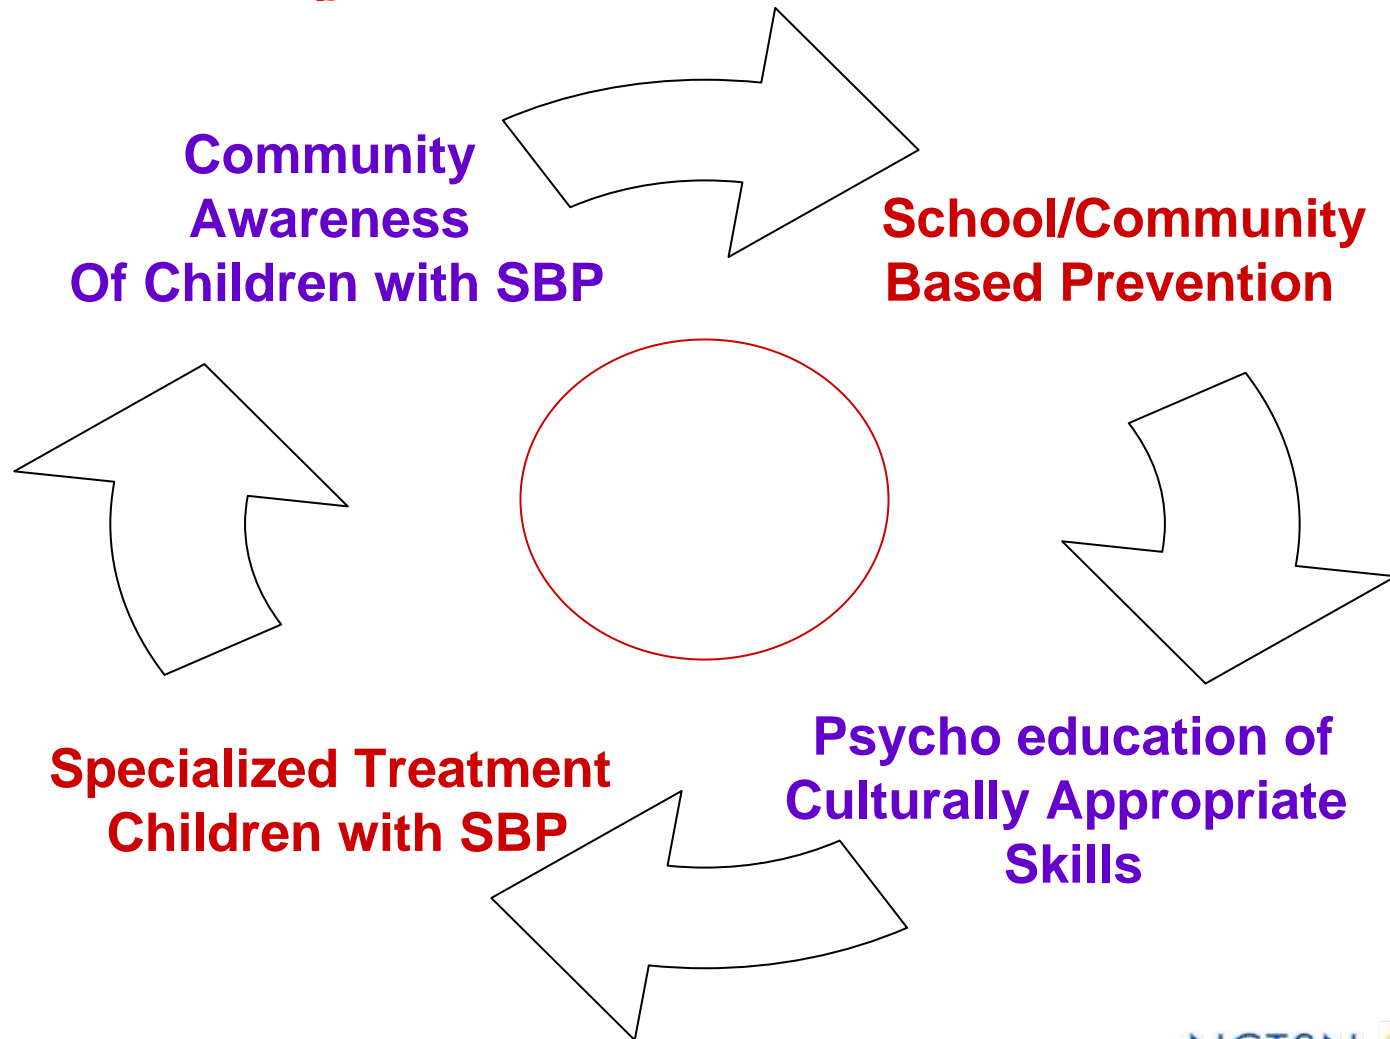 Community
Awareness
Of Children with SBP
School/Community
Based Prevention
Psycho education of
Culturally Appropriate
Skills
Specialized Treatment
Children with SBP